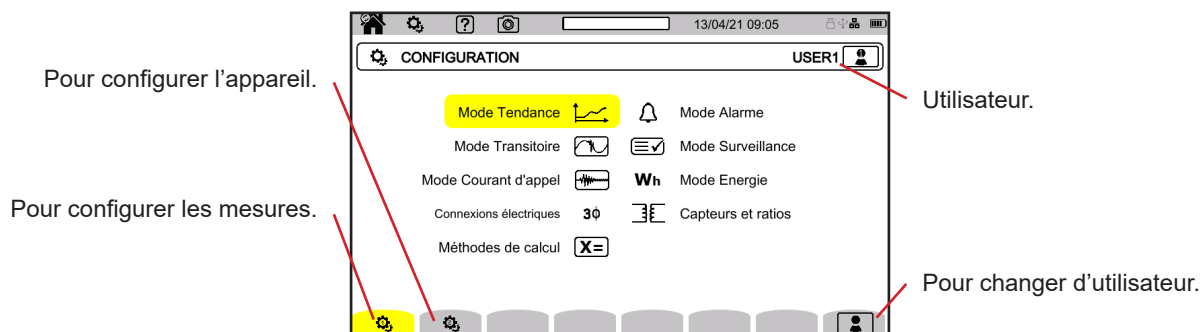 13/04/21 09:05
CONFIGURATION USER1
Pour configurer l’appareil.
Utilisateur.
Mode Tendance Mode Alarme
Mode Transitoire Mode Surveillance
Mode Courant d'appel Wh Mode Energie
Pour configurer les mesures.
Connexions électriques 3Φ Capteurs et ratios
Méthodes de calcul X=
Pour changer d’utilisateur.